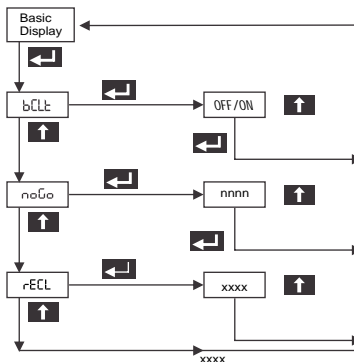 Basic
Display
bCLt
OFF/ON
noGo
nnnn
rECL
xxxx
xxxx